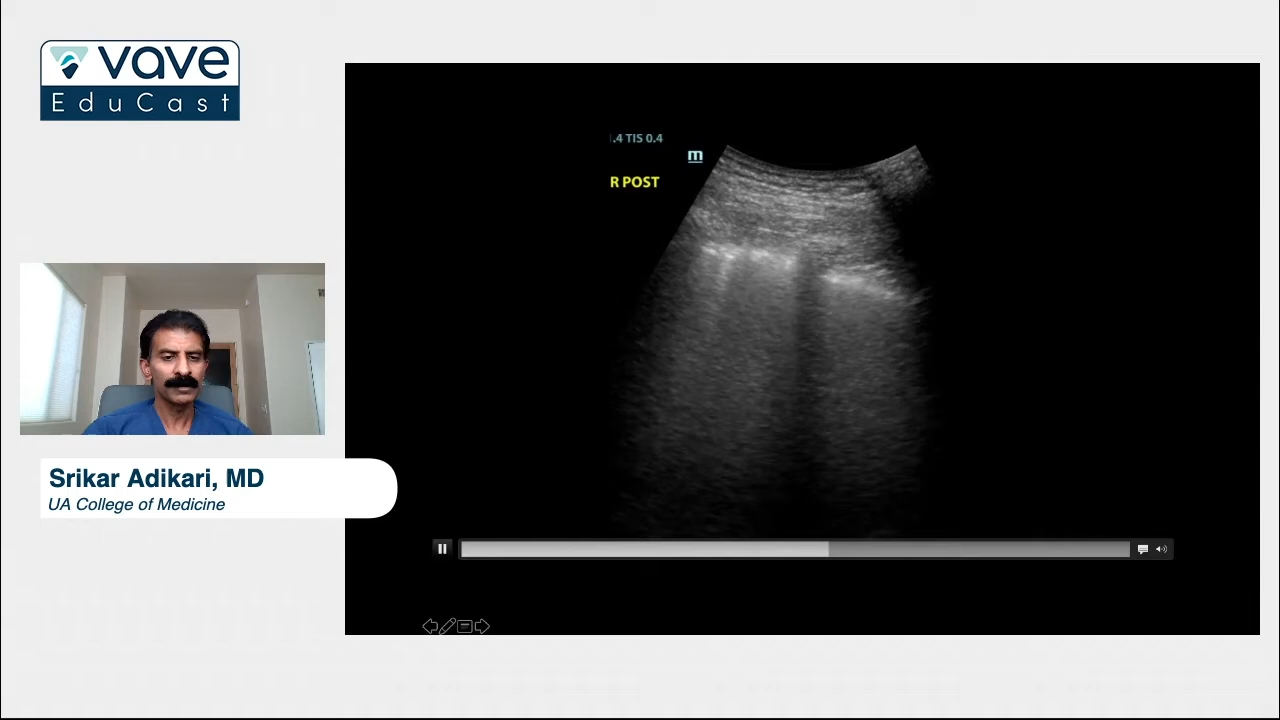 vave
EduCast
.4 TIS 0.4
m
R POST
Srikar Adikari, MD
UA College of Medicine